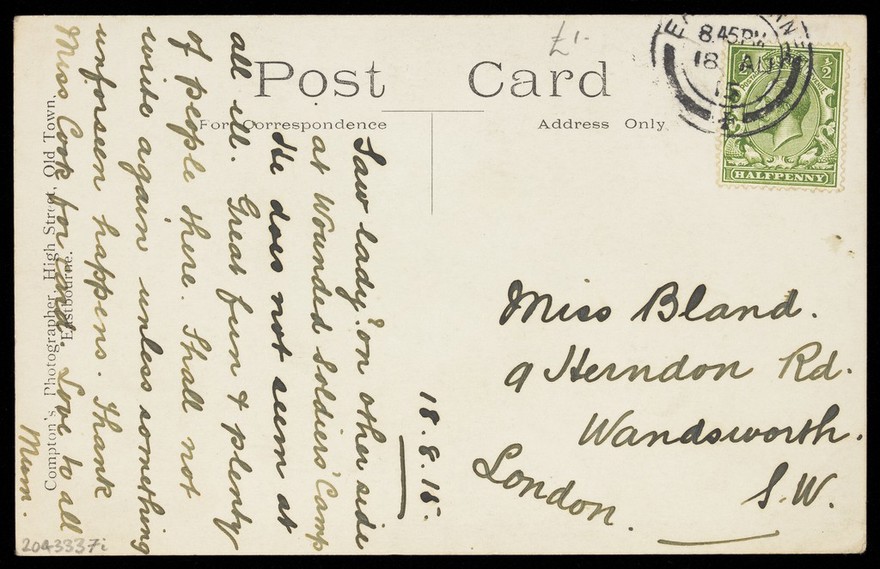 £1-
Post Card
For Correspondence
Address Only
8.45PM
18
15
HALFPENNY
18.8.15.
Saw lady? on other side
at Wounded Soldiers' Camp
He does not seem at
all ill. Great fun & plenty
of people there. Shall not
write again unless something
unforseen happens. Thank
Miss Cook for card. Love to all
Mum.
Miss Bland.
9 Herndon Rd.
Wandsworth.
London. S.W.
Compton's, Photographer, High Street, Old Town,
Eastbourne.
2043337i